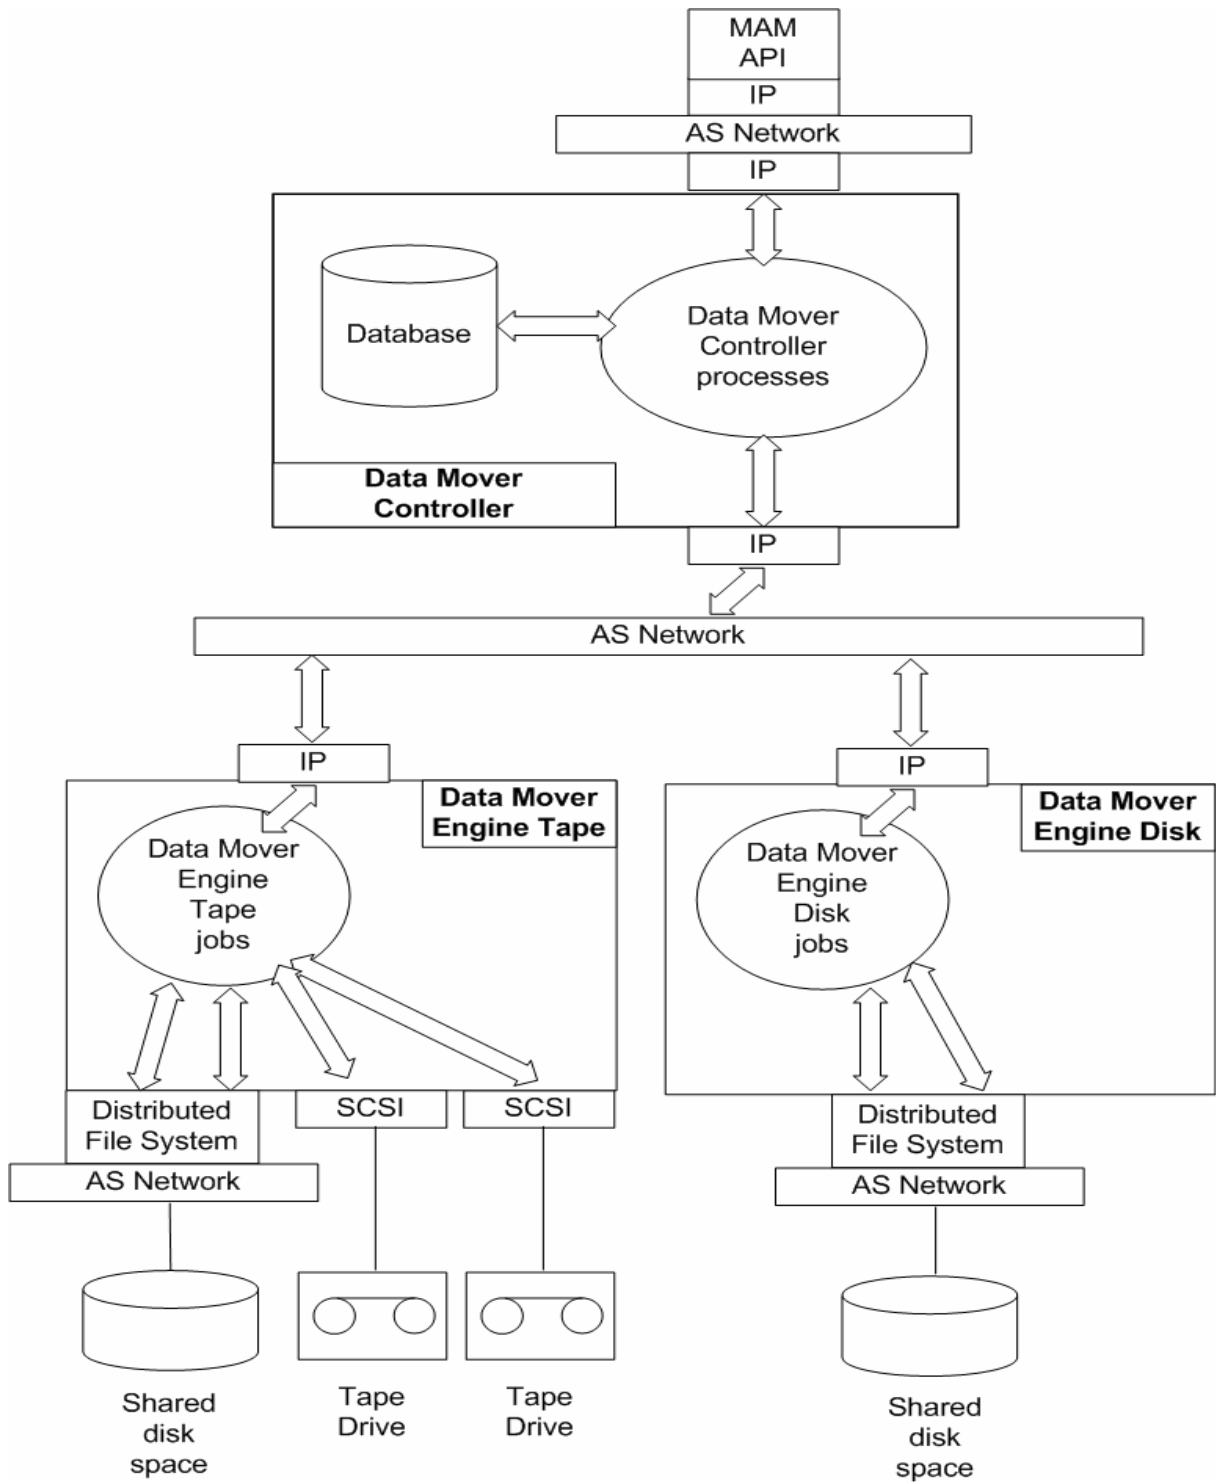 MAM
API
IP
AS Network
IP
Database
Data Mover
Controller
processes
Data Mover
Controller
IP
AS Network
IP
Data Mover
Engine Tape
Data Mover
Engine
Tape
jobs
IP
Data Mover
Engine Disk
Data Mover
Engine
Disk
jobs
Distributed
File System
SCSI
SCSI
AS Network
Distributed
File System
AS Network
Shared
disk
space
Tape
Drive
Tape
Drive
Shared
disk
space